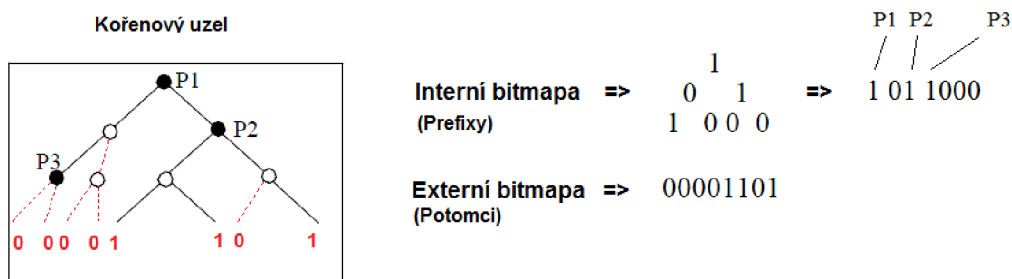 Kořenový uzel
P1
P2
P3
0 0 0 0 1 1 0 1
Interní bitmapa =>
(Prefixy)
1
0 1
1 0 0 0
=>
P1 P2 P3
1 01 1000
Externí bitmapa => 00001101
(Potomci)